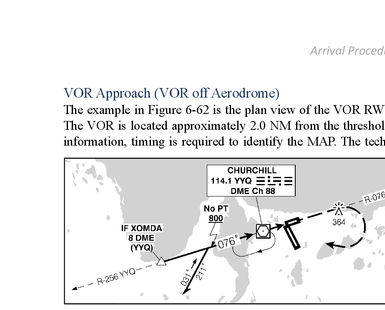 Arrival Procedu
VOR Approach (VOR off Aerodrome)
The example in Figure 6-62 is the plan view of the VOR RW
The VOR is located approximately 2.0 NM from the threshold
information, timing is required to identify the MAP. The tech
CHURCHILL
114.1 YYQ
DME Ch 88
No PT
800
R-076
364
IF XOMDA
8 DME
(YYQ)
076°
031°
211°
R-256 YYQ